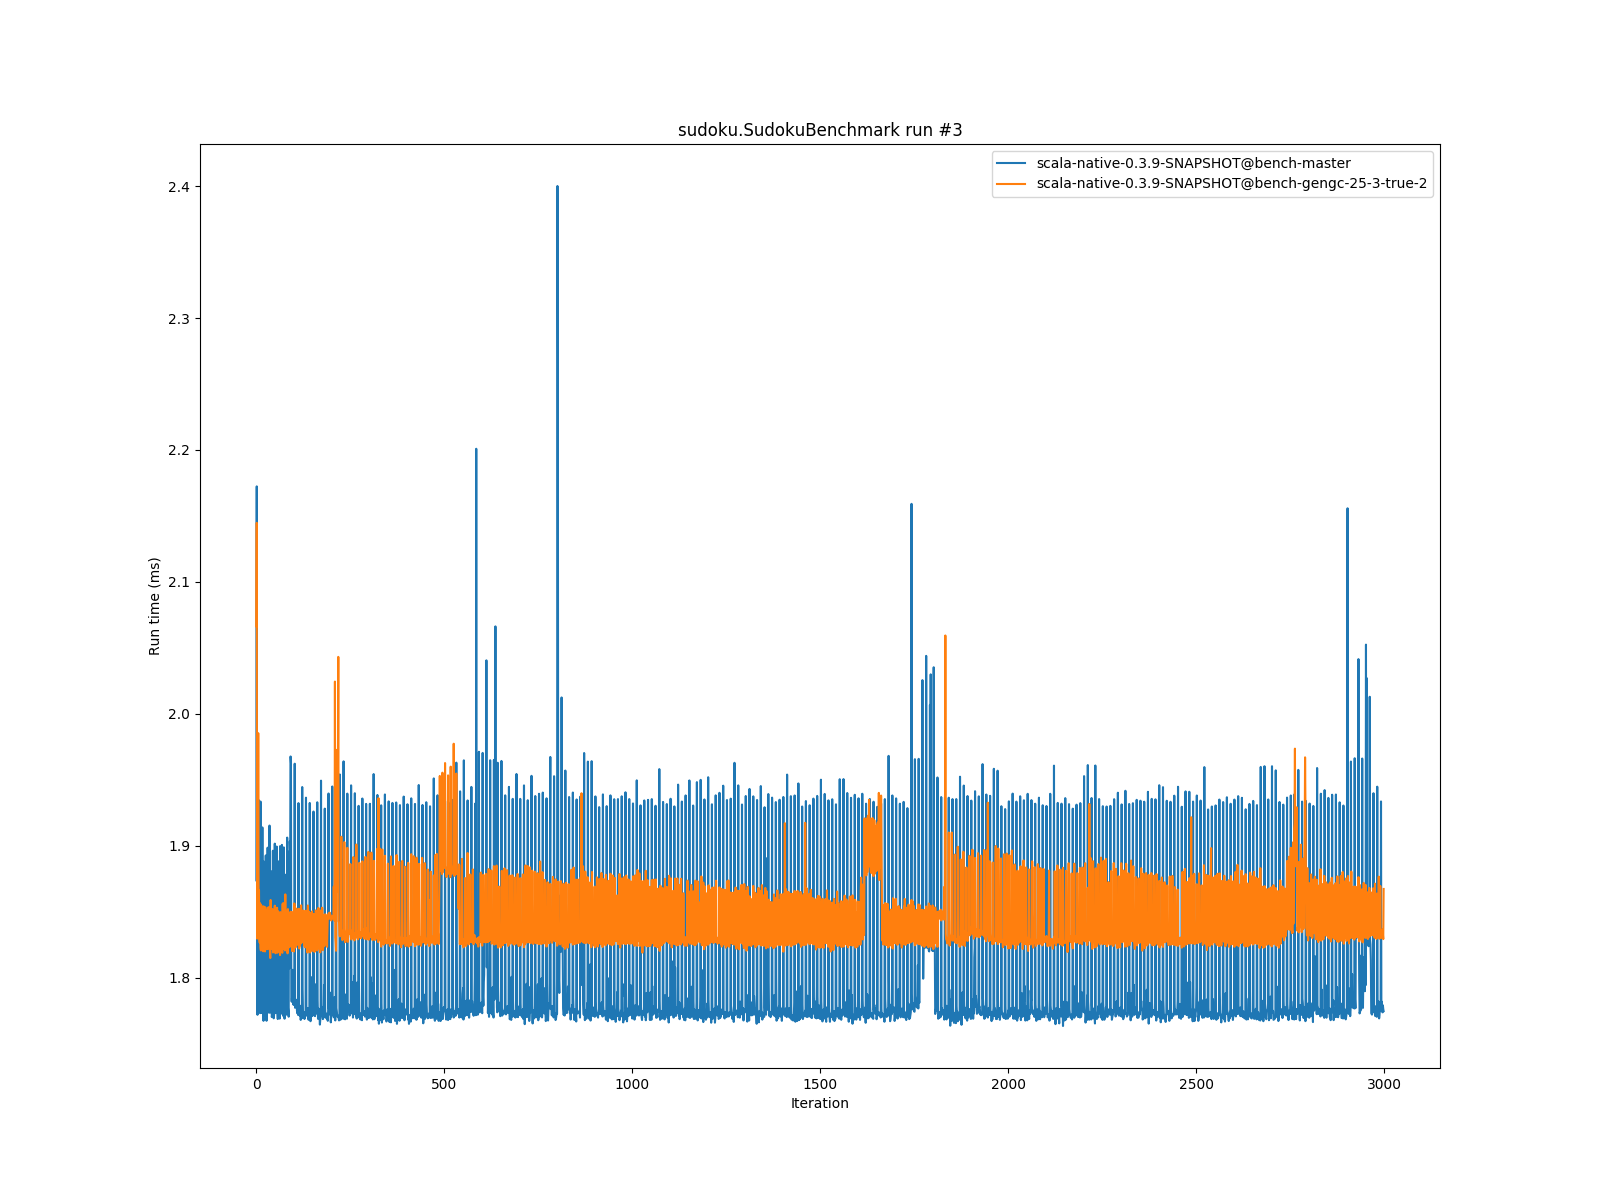 sudoku.SudokuBenchmark run #3
scala-native-0.3.9-SNAPSHOT@bench-master
scala-native-0.3.9-SNAPSHOT@bench-gengc-25-3-true-2
2.4
2.3
2.2
2.1
2.0
1.9
1.8
Run time (ms)
0 500 1000 1500 2000 2500 3000
Iteration